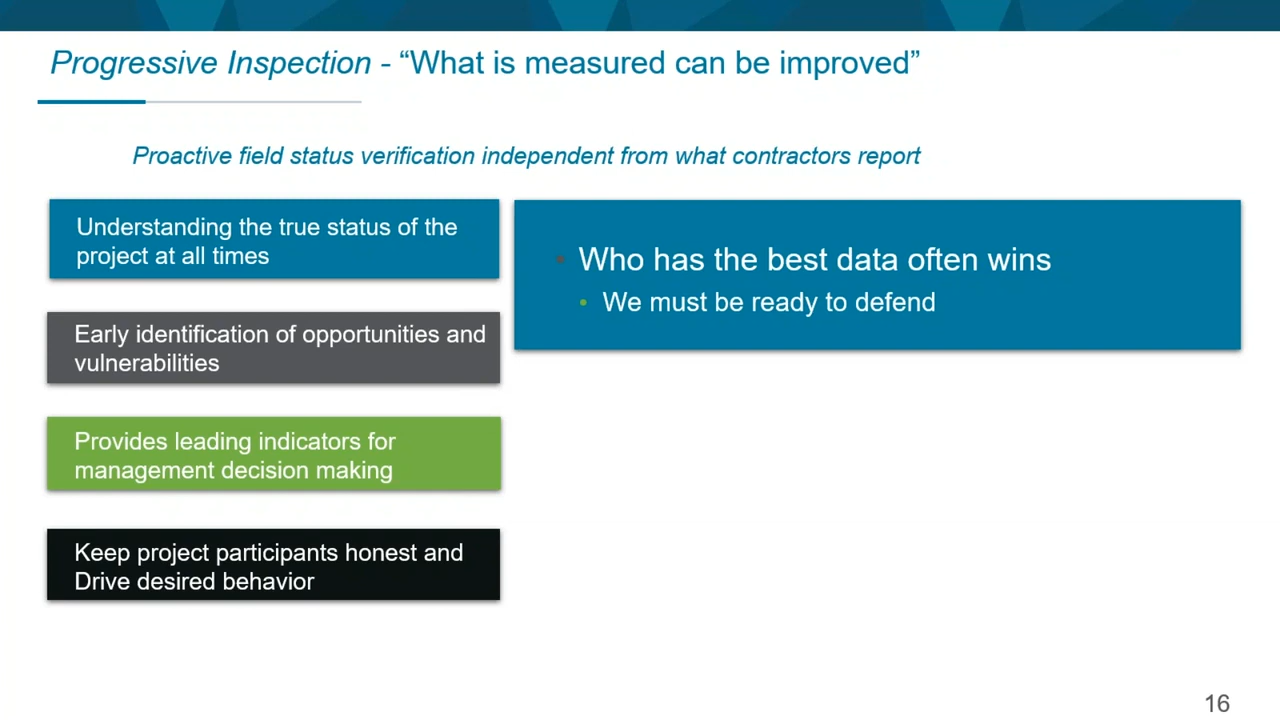 Progressive Inspection - “What is measured can be improved”
Proactive field status verification independent from what contractors report
Understanding the true status of the
project at all times
Early identification of opportunities and
vulnerabilities
Provides leading indicators for
management decision making
Keep project participants honest and
Drive desired behavior
• Who has the best data often wins
• We must be ready to defend
16